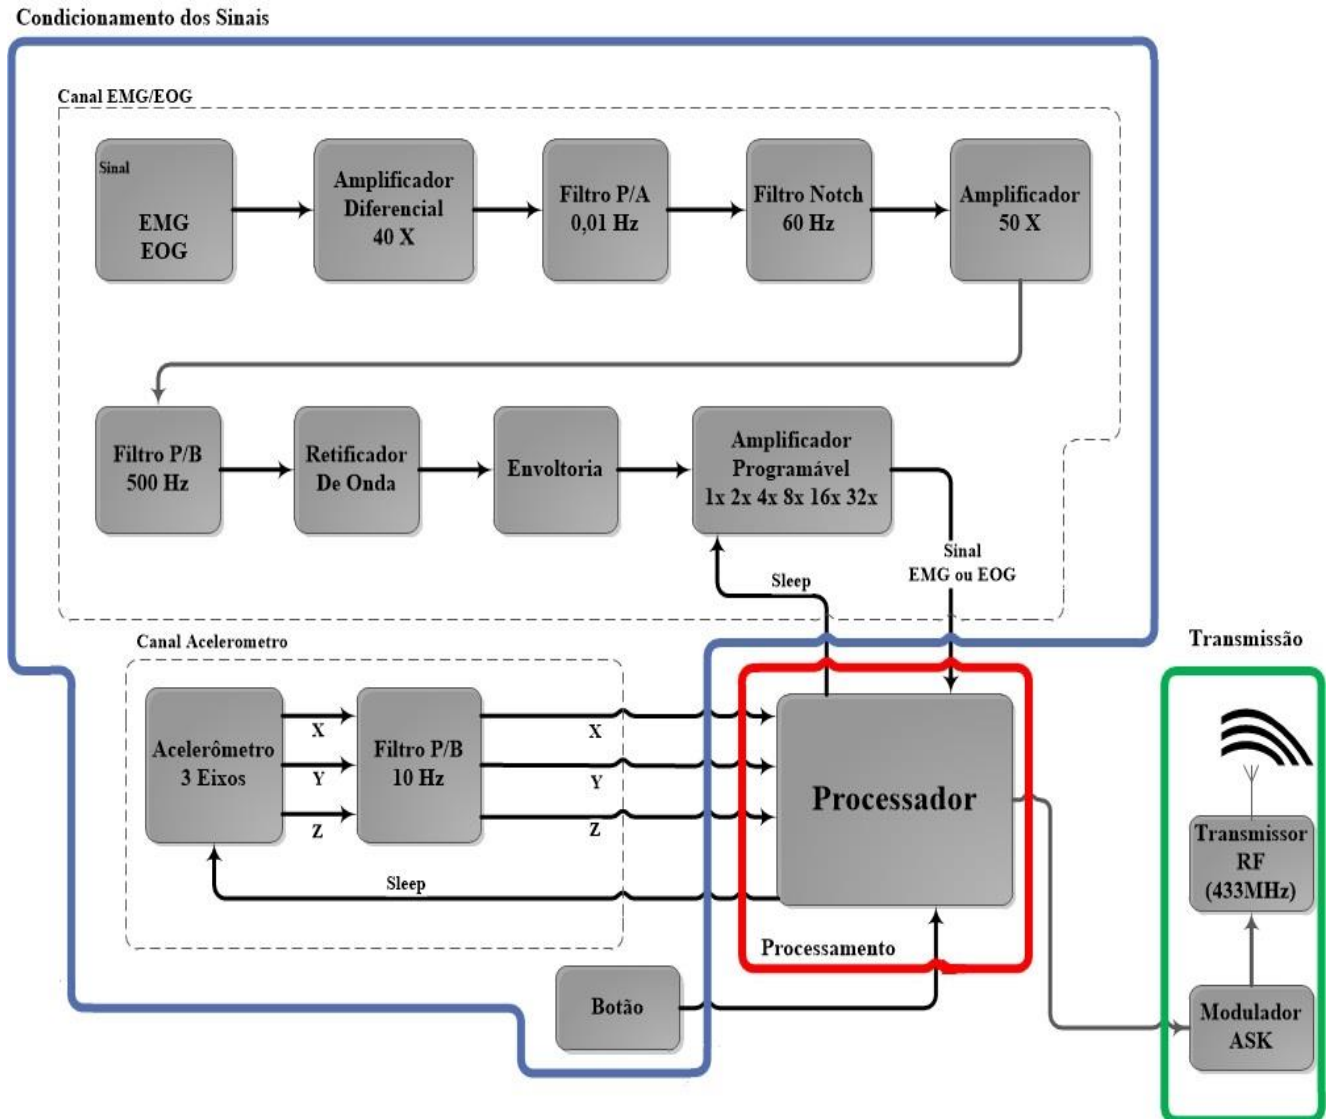 Condicionamento dos Sinais
Canal EMG/EOG
Sinal
EMG
EOG
Amplificador
Diferencial
40 X
Filtro P/A
0,01 Hz
Filtro Notch
60 Hz
Amplificador
50 X
Filtro P/B
500 Hz
Retificador
De Onda
Envoltoria
Amplificador
Programável
1x 2x 4x 8x 16x 32x
Sinal
EMG ou EOG
Sleep
Canal Acelerometro
Acelerômetro
3 Eixos
X
Y
Z
Filtro P/B
10 Hz
X
Y
Z
Sleep
Processador
Processamento
Botão
Transmissão
Transmissor
RF
(433MHz)
Modulador
ASK